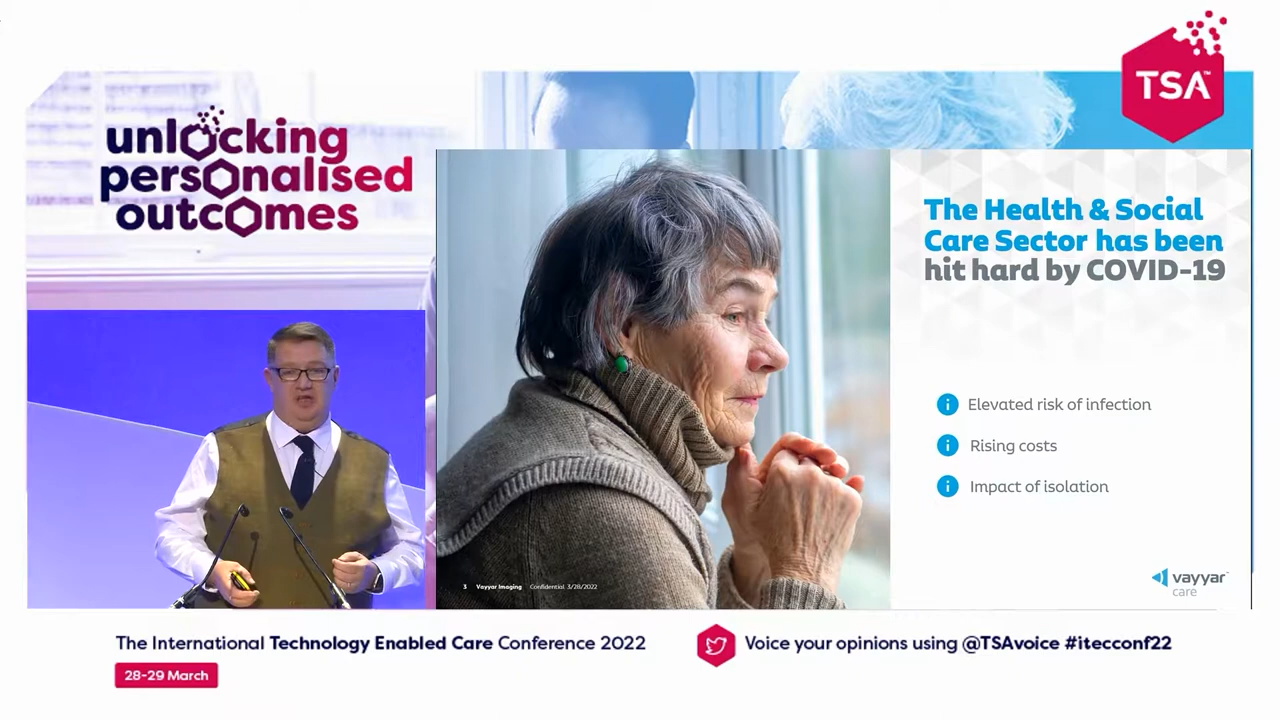 TSA™
unlocking
personalised
outcomes
The Health & Social
Care Sector has been
hit hard by COVID-19
Elevated risk of infection
Rising costs
Impact of isolation
3 Vayyar Imaging Confidential 3/28/2022
vayyar™
care
The International Technology Enabled Care Conference 2022
28-29 March
Voice your opinions using @TSAvoice #itecconf22